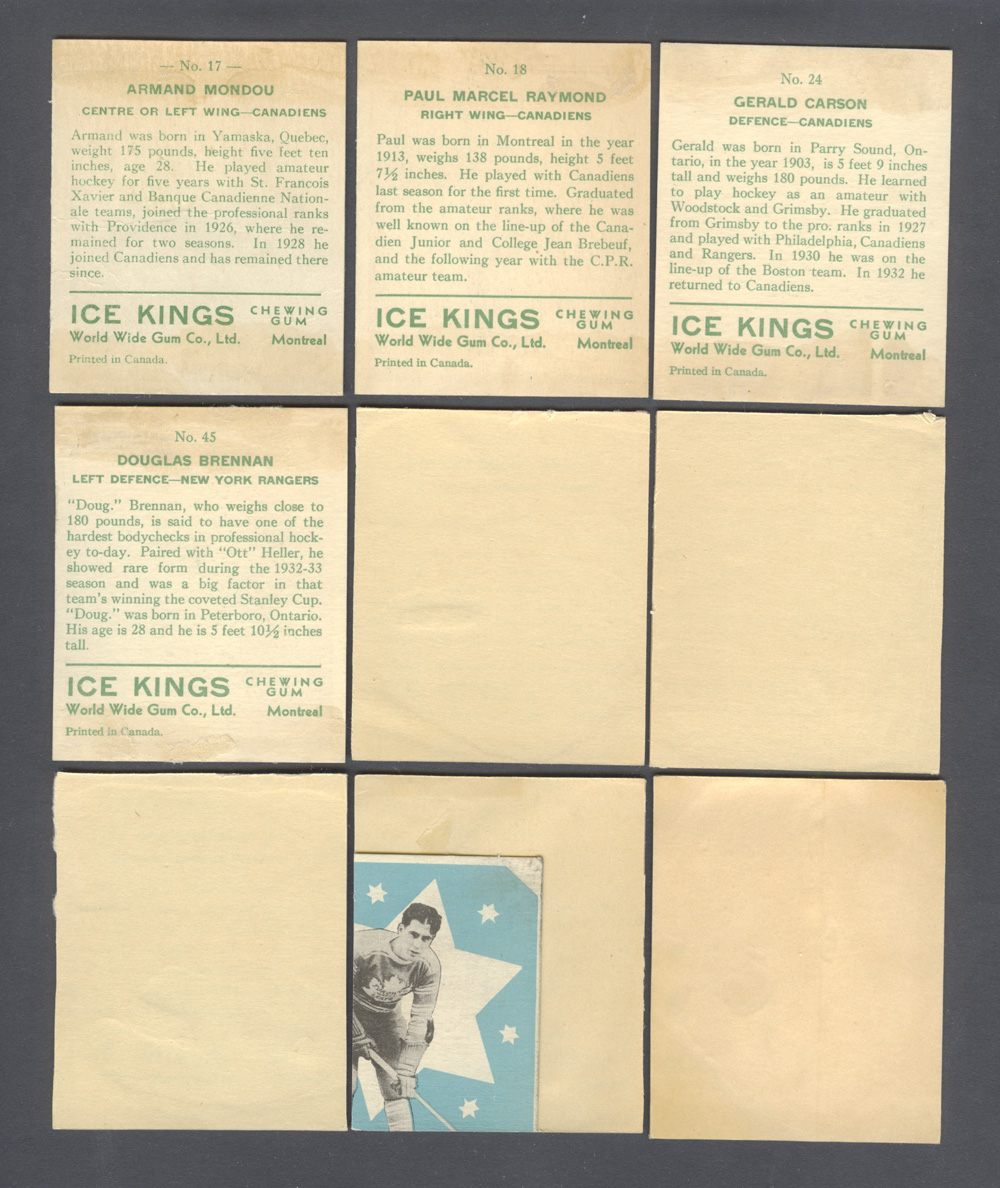 — No. 17 —
ARMAND MONDOU
CENTRE OR LEFT WING—CANADIENS
Armand was born in Yamaska, Quebec,
weight 175 pounds, height five feet ten
inches, age 28. He played amateur
hockey for five years with St. Francois
Xavier and Banque Canadienne Nation-
ale teams, joined the professional ranks
with Providence in 1926, where he re-
mained for two seasons. In 1928 he
joined Canadiens and has remained there
since.
ICE KINGS CHEWING
GUM
World Wide Gum Co., Ltd. Montreal
Printed in Canada.
No. 18
PAUL MARCEL RAYMOND
RIGHT WING—CANADIENS
Paul was born in Montreal in the year
1913, weighs 138 pounds, height 5 feet
7½ inches. He played with Canadiens
last season for the first time. Graduated
from the amateur ranks, where he was
well known on the line-up of the Cana-
dien Junior and College Jean Brebeuf,
and the following year with the C.P.R.
amateur team.
ICE KINGS CHEWING
GUM
World Wide Gum Co., Ltd. Montreal
Printed in Canada.
No. 24
GERALD CARSON
DEFENCE—CANADIENS
Gerald was born in Parry Sound, On-
tario, in the year 1903, is 5 feet 9 inches
tall and weighs 180 pounds. He learned
to play hockey as an amateur with
Woodstock and Grimsby. He graduated
from Grimsby to the pro. ranks in 1927
and played with Philadelphia, Canadiens
and Rangers. In 1930 he was on the
line-up of the Boston team. In 1932 he
returned to Canadiens.
ICE KINGS CHEWING
GUM
World Wide Gum Co., Ltd. Montreal
Printed in Canada.
No. 45
DOUGLAS BRENNAN
LEFT DEFENCE—NEW YORK RANGERS
"Doug." Brennan, who weighs close to
180 pounds, is said to have one of the
hardest bodychecks in professional hock-
ey to-day. Paired with "Ott" Heller, he
showed rare form during the 1932-33
season and was a big factor in that
team's winning the coveted Stanley Cup.
"Doug." was born in Peterboro, Ontario.
His age is 28 and he is 5 feet 10½ inches
tall.
ICE KINGS CHEWING
GUM
World Wide Gum Co., Ltd. Montreal
Printed in Canada.